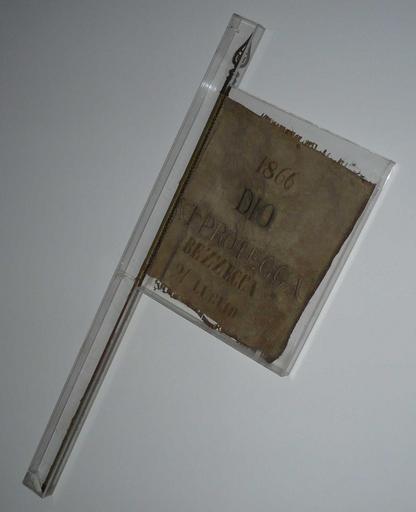 1866
DIO
PROTEGGA
BEZZECCA
21 LUGLIO